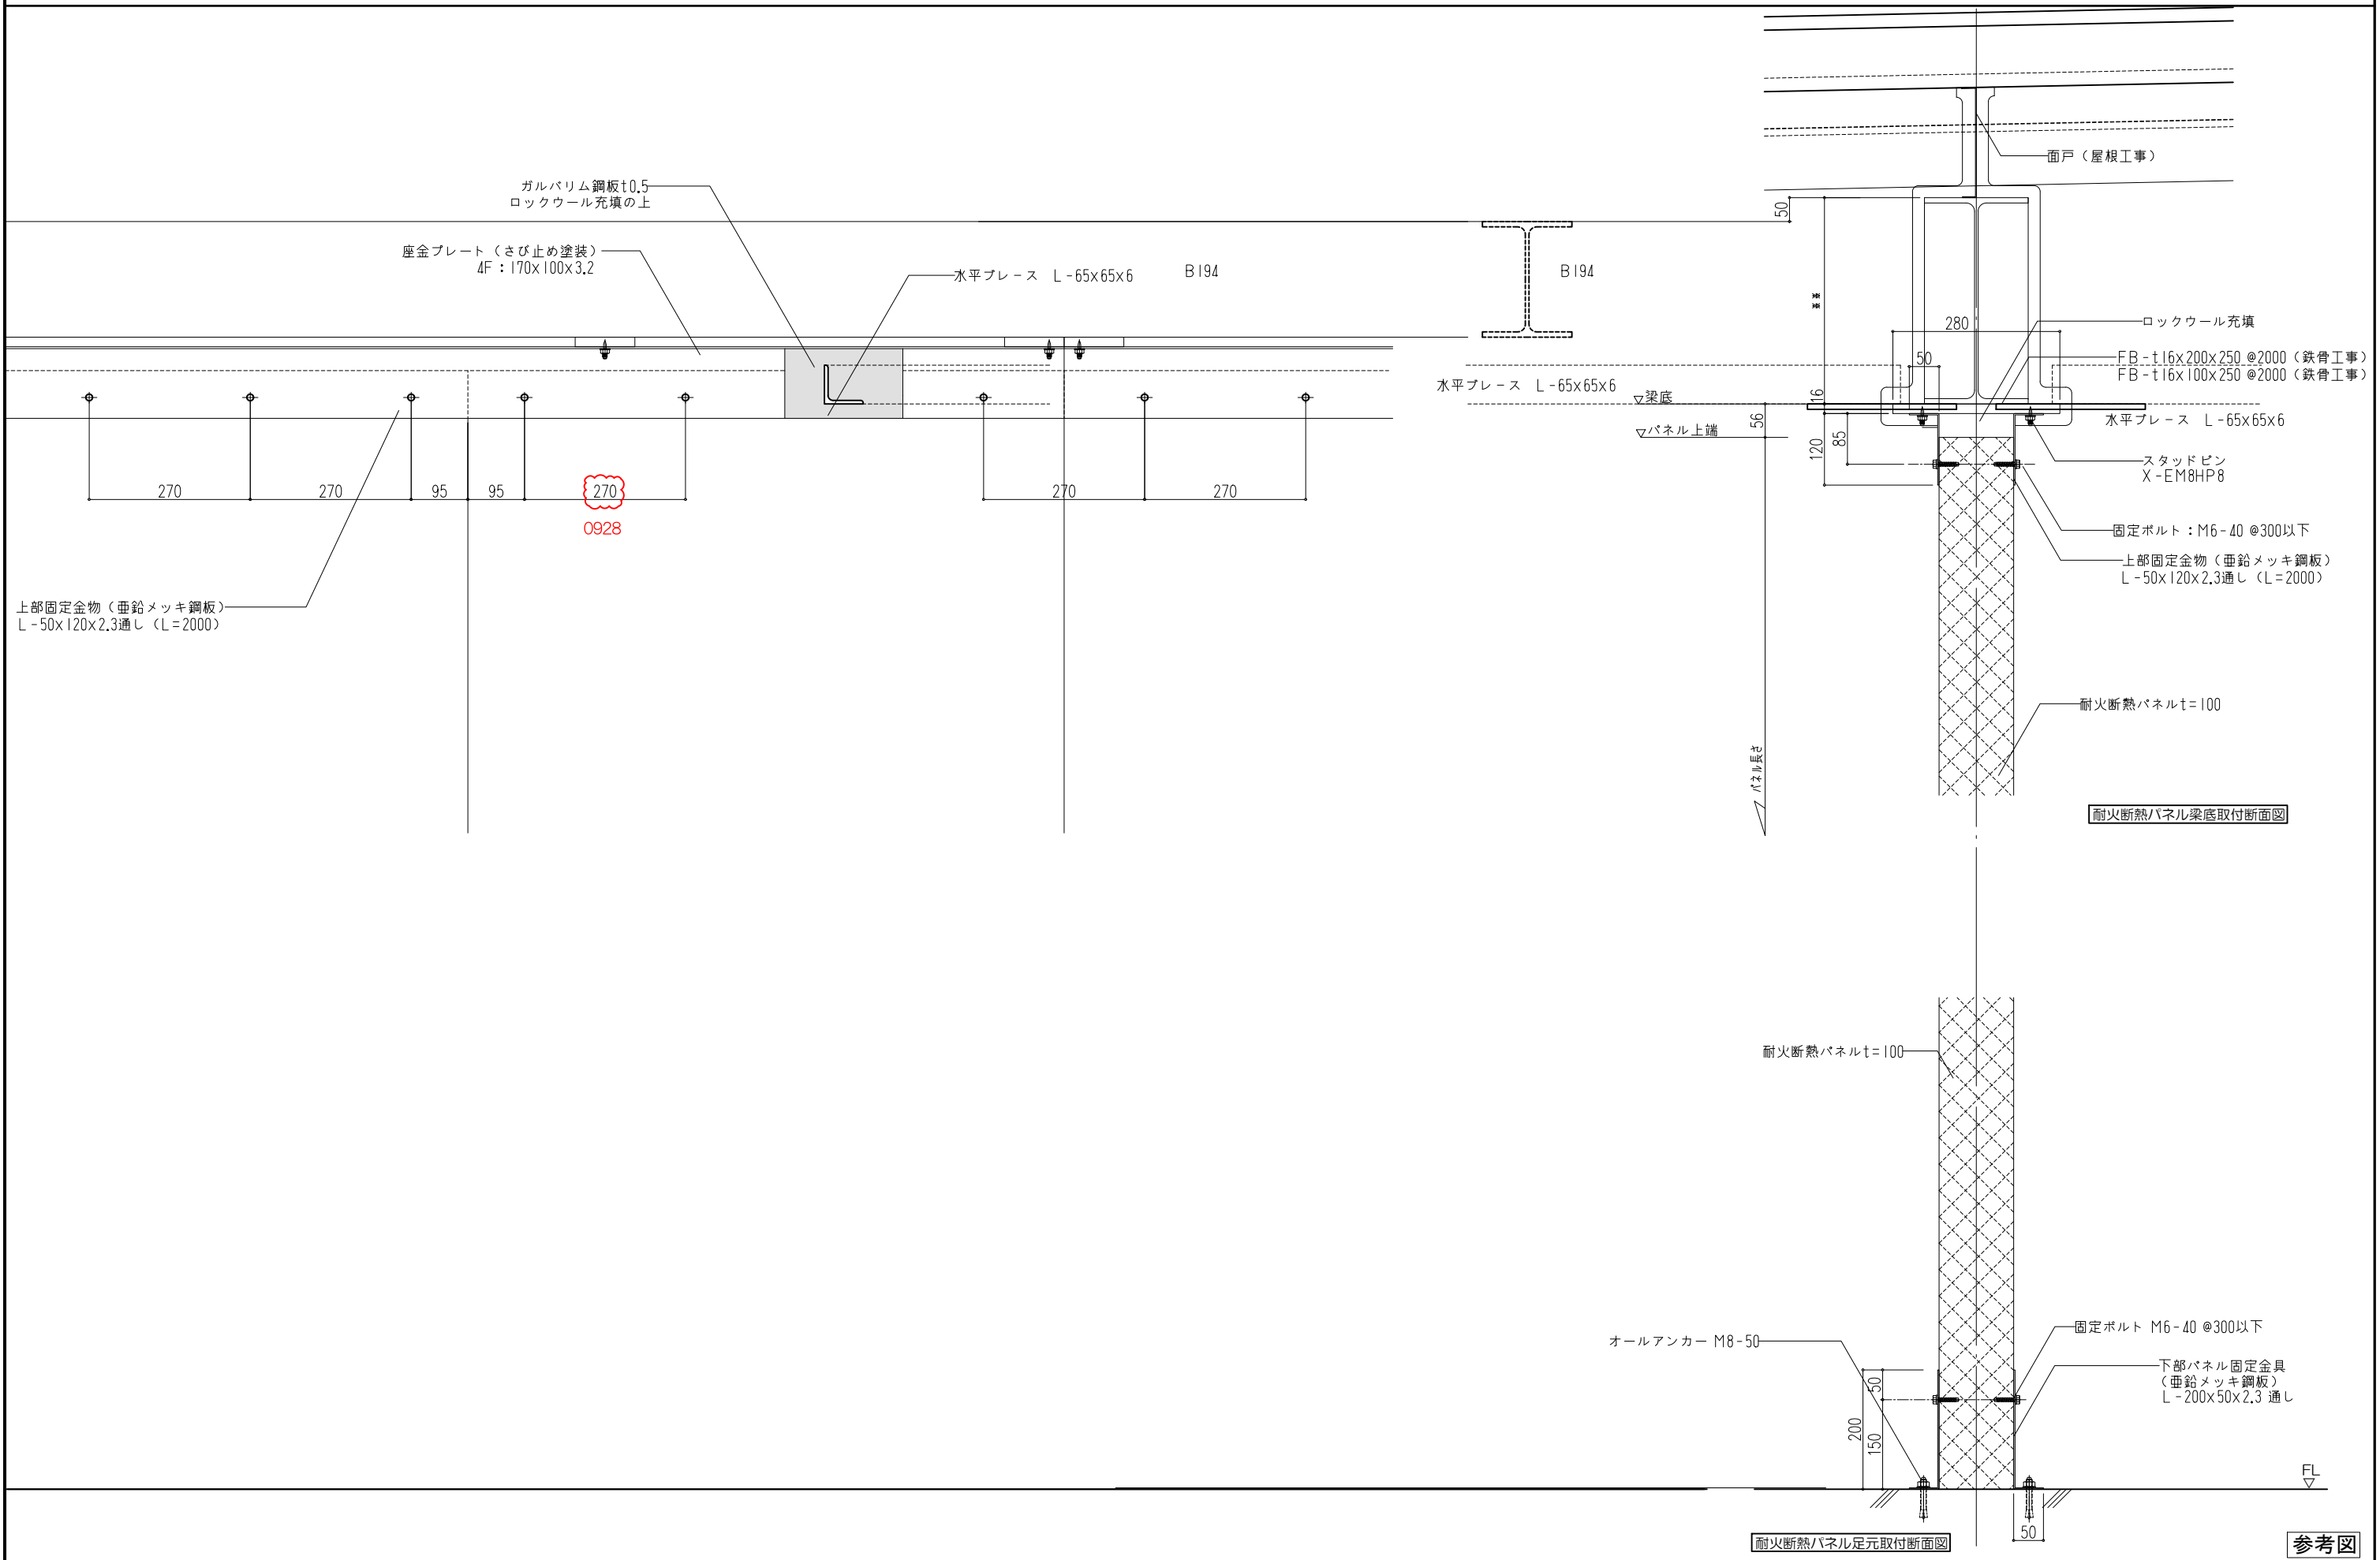 面戸（屋根工事）
ガルバリム鋼板t0.5
ロックウール充填の上
座金プレート（さび止め塗装）
4F：170x100x3.2
水平ブレース L-65x65x6
B194
B194
50
280
50
ロックウール充填
FB-t16x200x250 @2000（鉄骨工事）
FB-t16x100x250 @2000（鉄骨工事）
水平ブレース L-65x65x6
▽梁底
16
56
▽パネル上端
120
85
水平ブレース L-65x65x6
スタッドピン
X-EM8HP8
270
270
95
95
270
270
270
0928
固定ボルト：M6-40 @300以下
上部固定金物（亜鉛メッキ鋼板）
L-50x120x2.3通し（L=2000）
上部固定金物（亜鉛メッキ鋼板）
L-50x120x2.3通し（L=2000）
耐火断熱パネルt=100
パネル長さ
耐火断熱パネル梁底取付断面図
耐火断熱パネルt=100
オールアンカー M8-50
固定ボルト M6-40 @300以下
下部パネル固定金具
（亜鉛メッキ鋼板）
L-200x50x2.3 通し
50
200
150
FL
50
耐火断熱パネル足元取付断面図
参考図